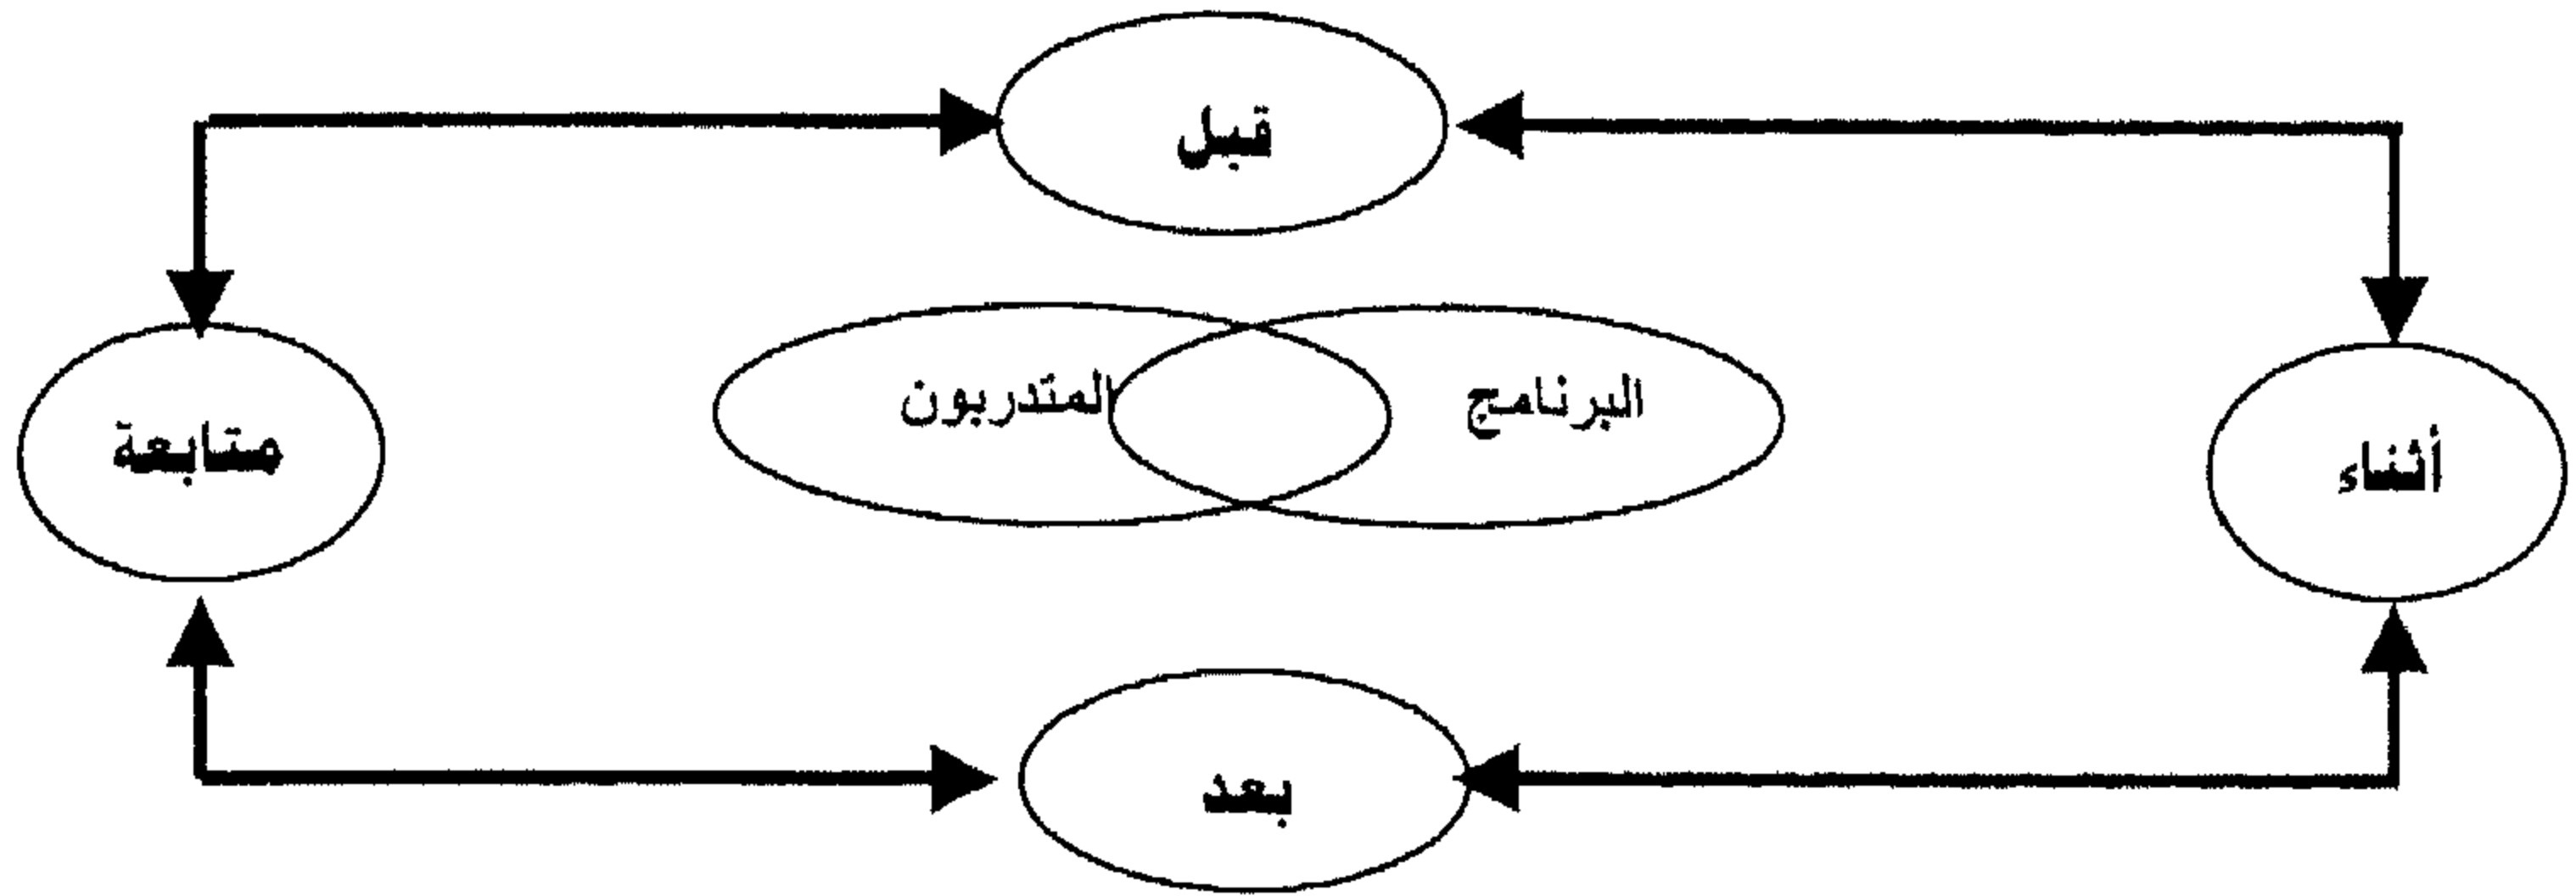 قبل
البرنامج
المتدربون
أثناء
متابعة
بعد